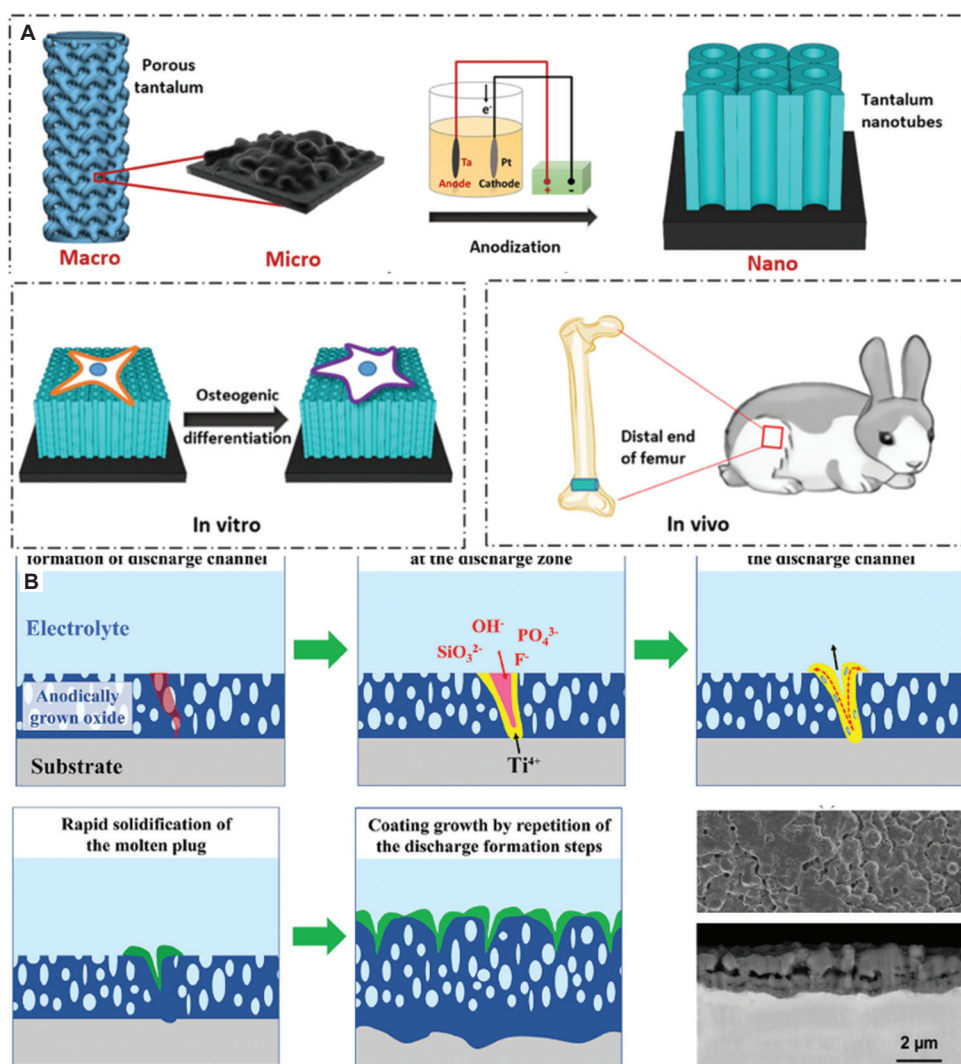 A
Porous
tantalum
Macro
Micro
e-
Ta
Pt
Anode
Cathode
+
-
Anodization
Tantalum
nanotubes
Nano
Osteogenic
differentiation
In vitro
Distal end
of femur
In vivo
B
formation of discharge channel
Electrolyte
Anodically
grown oxide
Substrate
at the discharge zone
OH-
SiO₃²⁻
PO₄³⁻
F-
Ti⁴⁺
the discharge channel
Rapid solidification of
the molten plug
Coating growth by repetition of
the discharge formation steps
2 µm